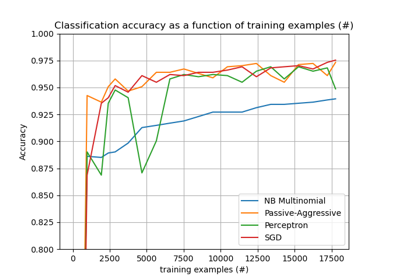 Classification accuracy as a function of training examples (#)
1.000
0.975
0.950
0.925
0.900
0.875
0.850
0.825
0.800
Accuracy
NB Multinomial
Passive-Aggressive
Perceptron
SGD
0 2500 5000 7500 10000 12500 15000 17500
training examples (#)